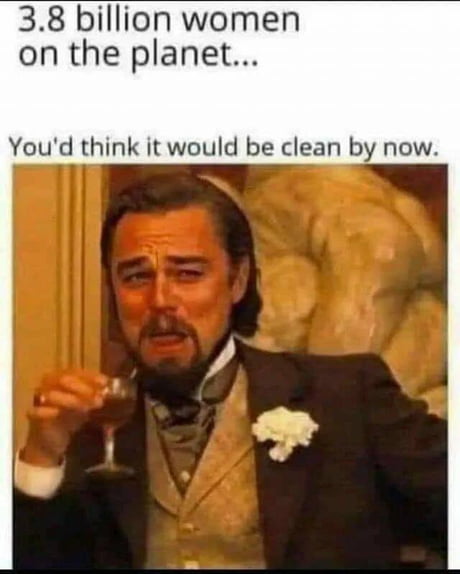 3.8 billion women
on the planet...
You'd think it would be clean by now.